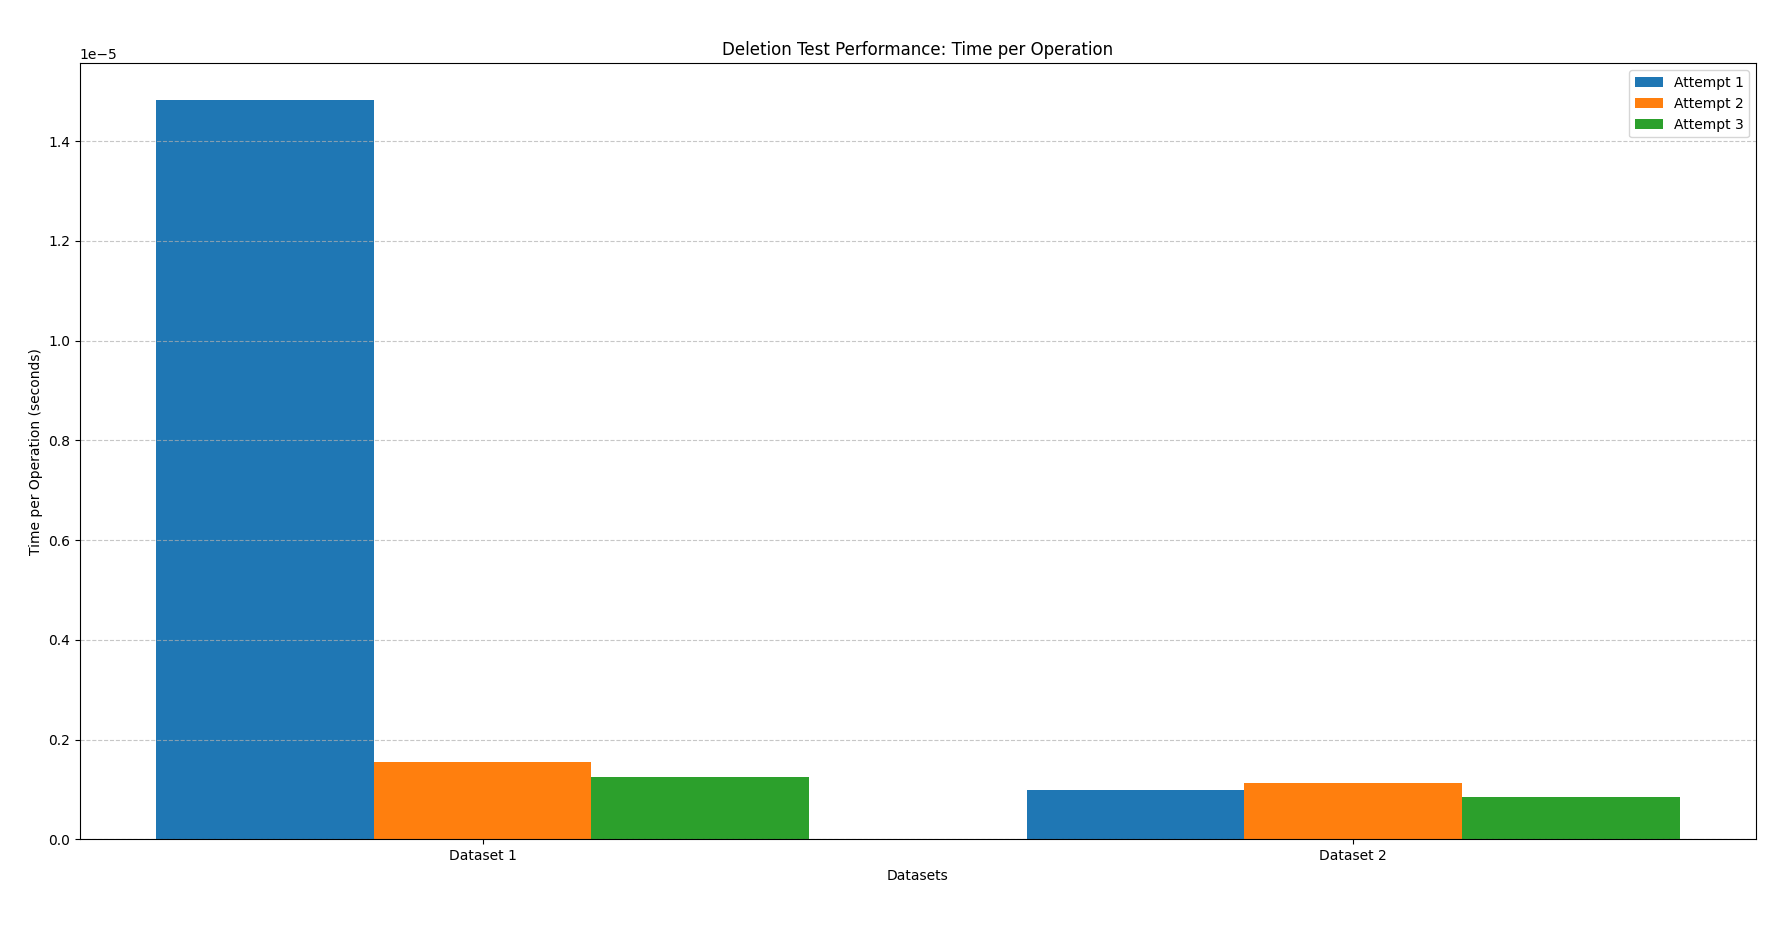 Deletion Test Performance: Time per Operation
1e−5
Attempt 1
Attempt 2
Attempt 3
1.4
1.2
1.0
0.8
0.6
0.4
0.2
0.0
Time per Operation (seconds)
Dataset 1
Dataset 2
Datasets